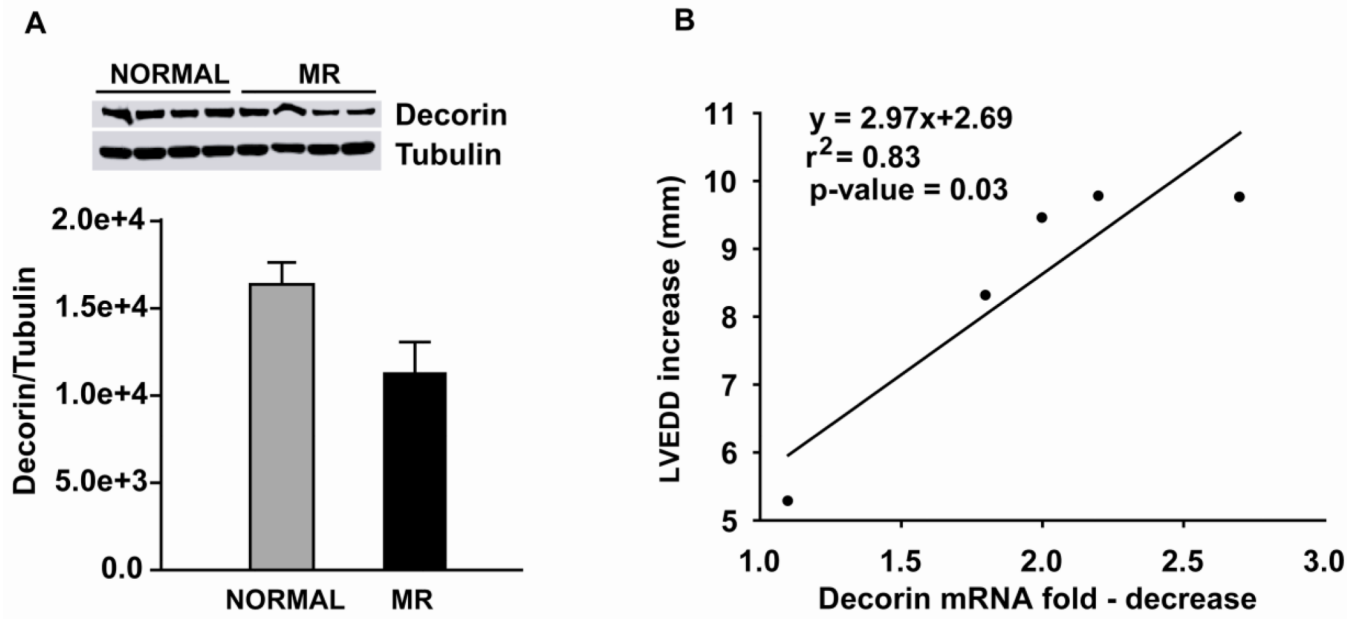 A
NORMAL MR
Decorin
Tubulin
2.0e+4
1.5e+4
1.0e+4
5.0e+3
0.0
Decorin/Tubulin
NORMAL MR
B
y = 2.97x+2.69
r2 = 0.83
p-value = 0.03
11
10
9
8
7
6
5
LVEDD increase (mm)
1.0 1.5 2.0 2.5 3.0
Decorin mRNA fold - decrease